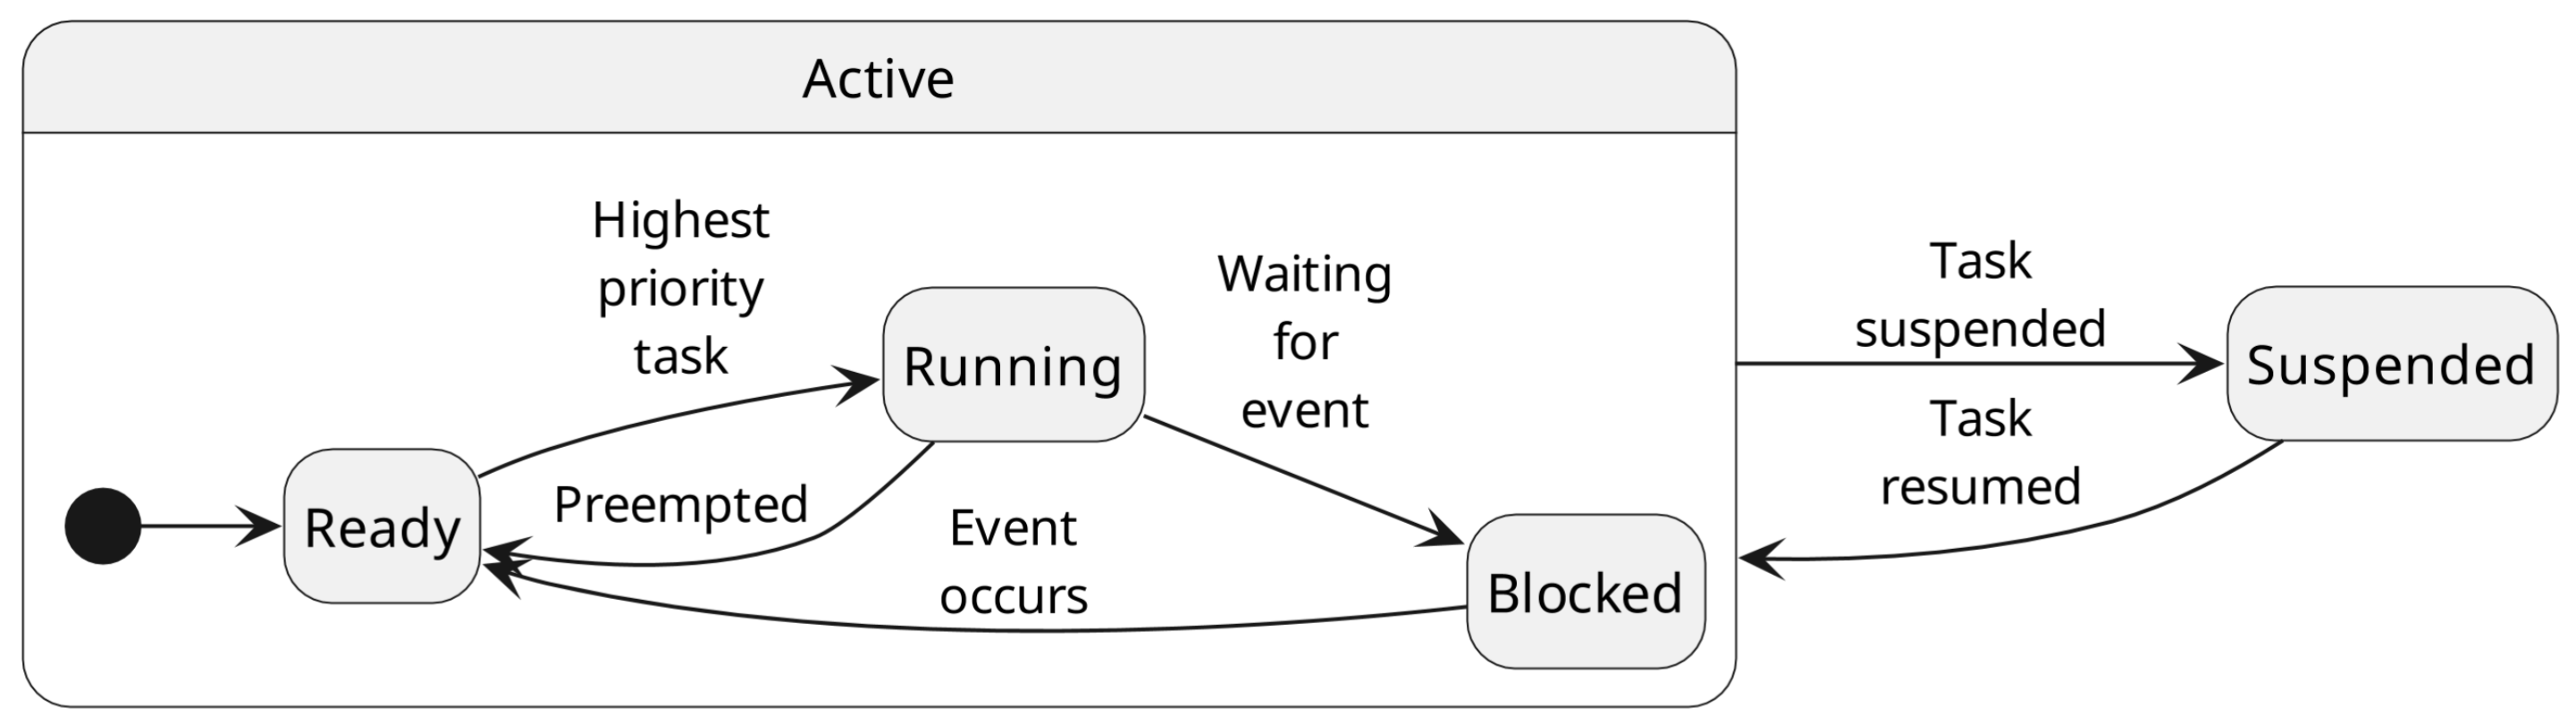 Active
Highest
priority
task
Waiting
for
event
Task
suspended
Running
Suspended
Task
resumed
Preempted
Ready
Event
occurs
Blocked